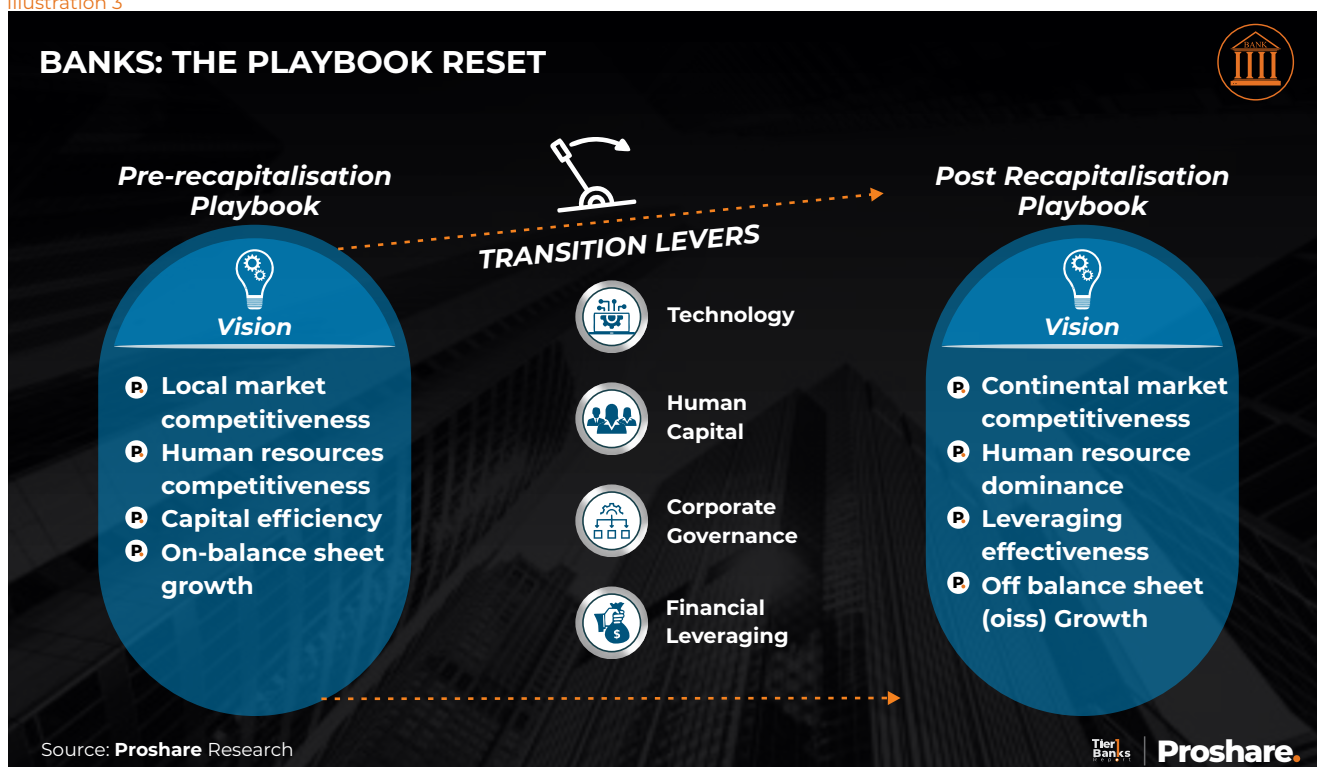 Illustration 3
BANKS: THE PLAYBOOK RESET
BANK
Pre-recapitalisation
Playbook
Vision
Local market
competitiveness
Human resources
competitiveness
Capital efficiency
On-balance sheet
growth
TRANSITION LEVERS
Technology
Human
Capital
Corporate
Governance
Financial
Leveraging
Post Recapitalisation
Playbook
Vision
Continental market
competitiveness
Human resource
dominance
Leveraging
effectiveness
Off balance sheet
(oiss) Growth
Source: Proshare Research
Tier1
Banks
Report
Proshare.